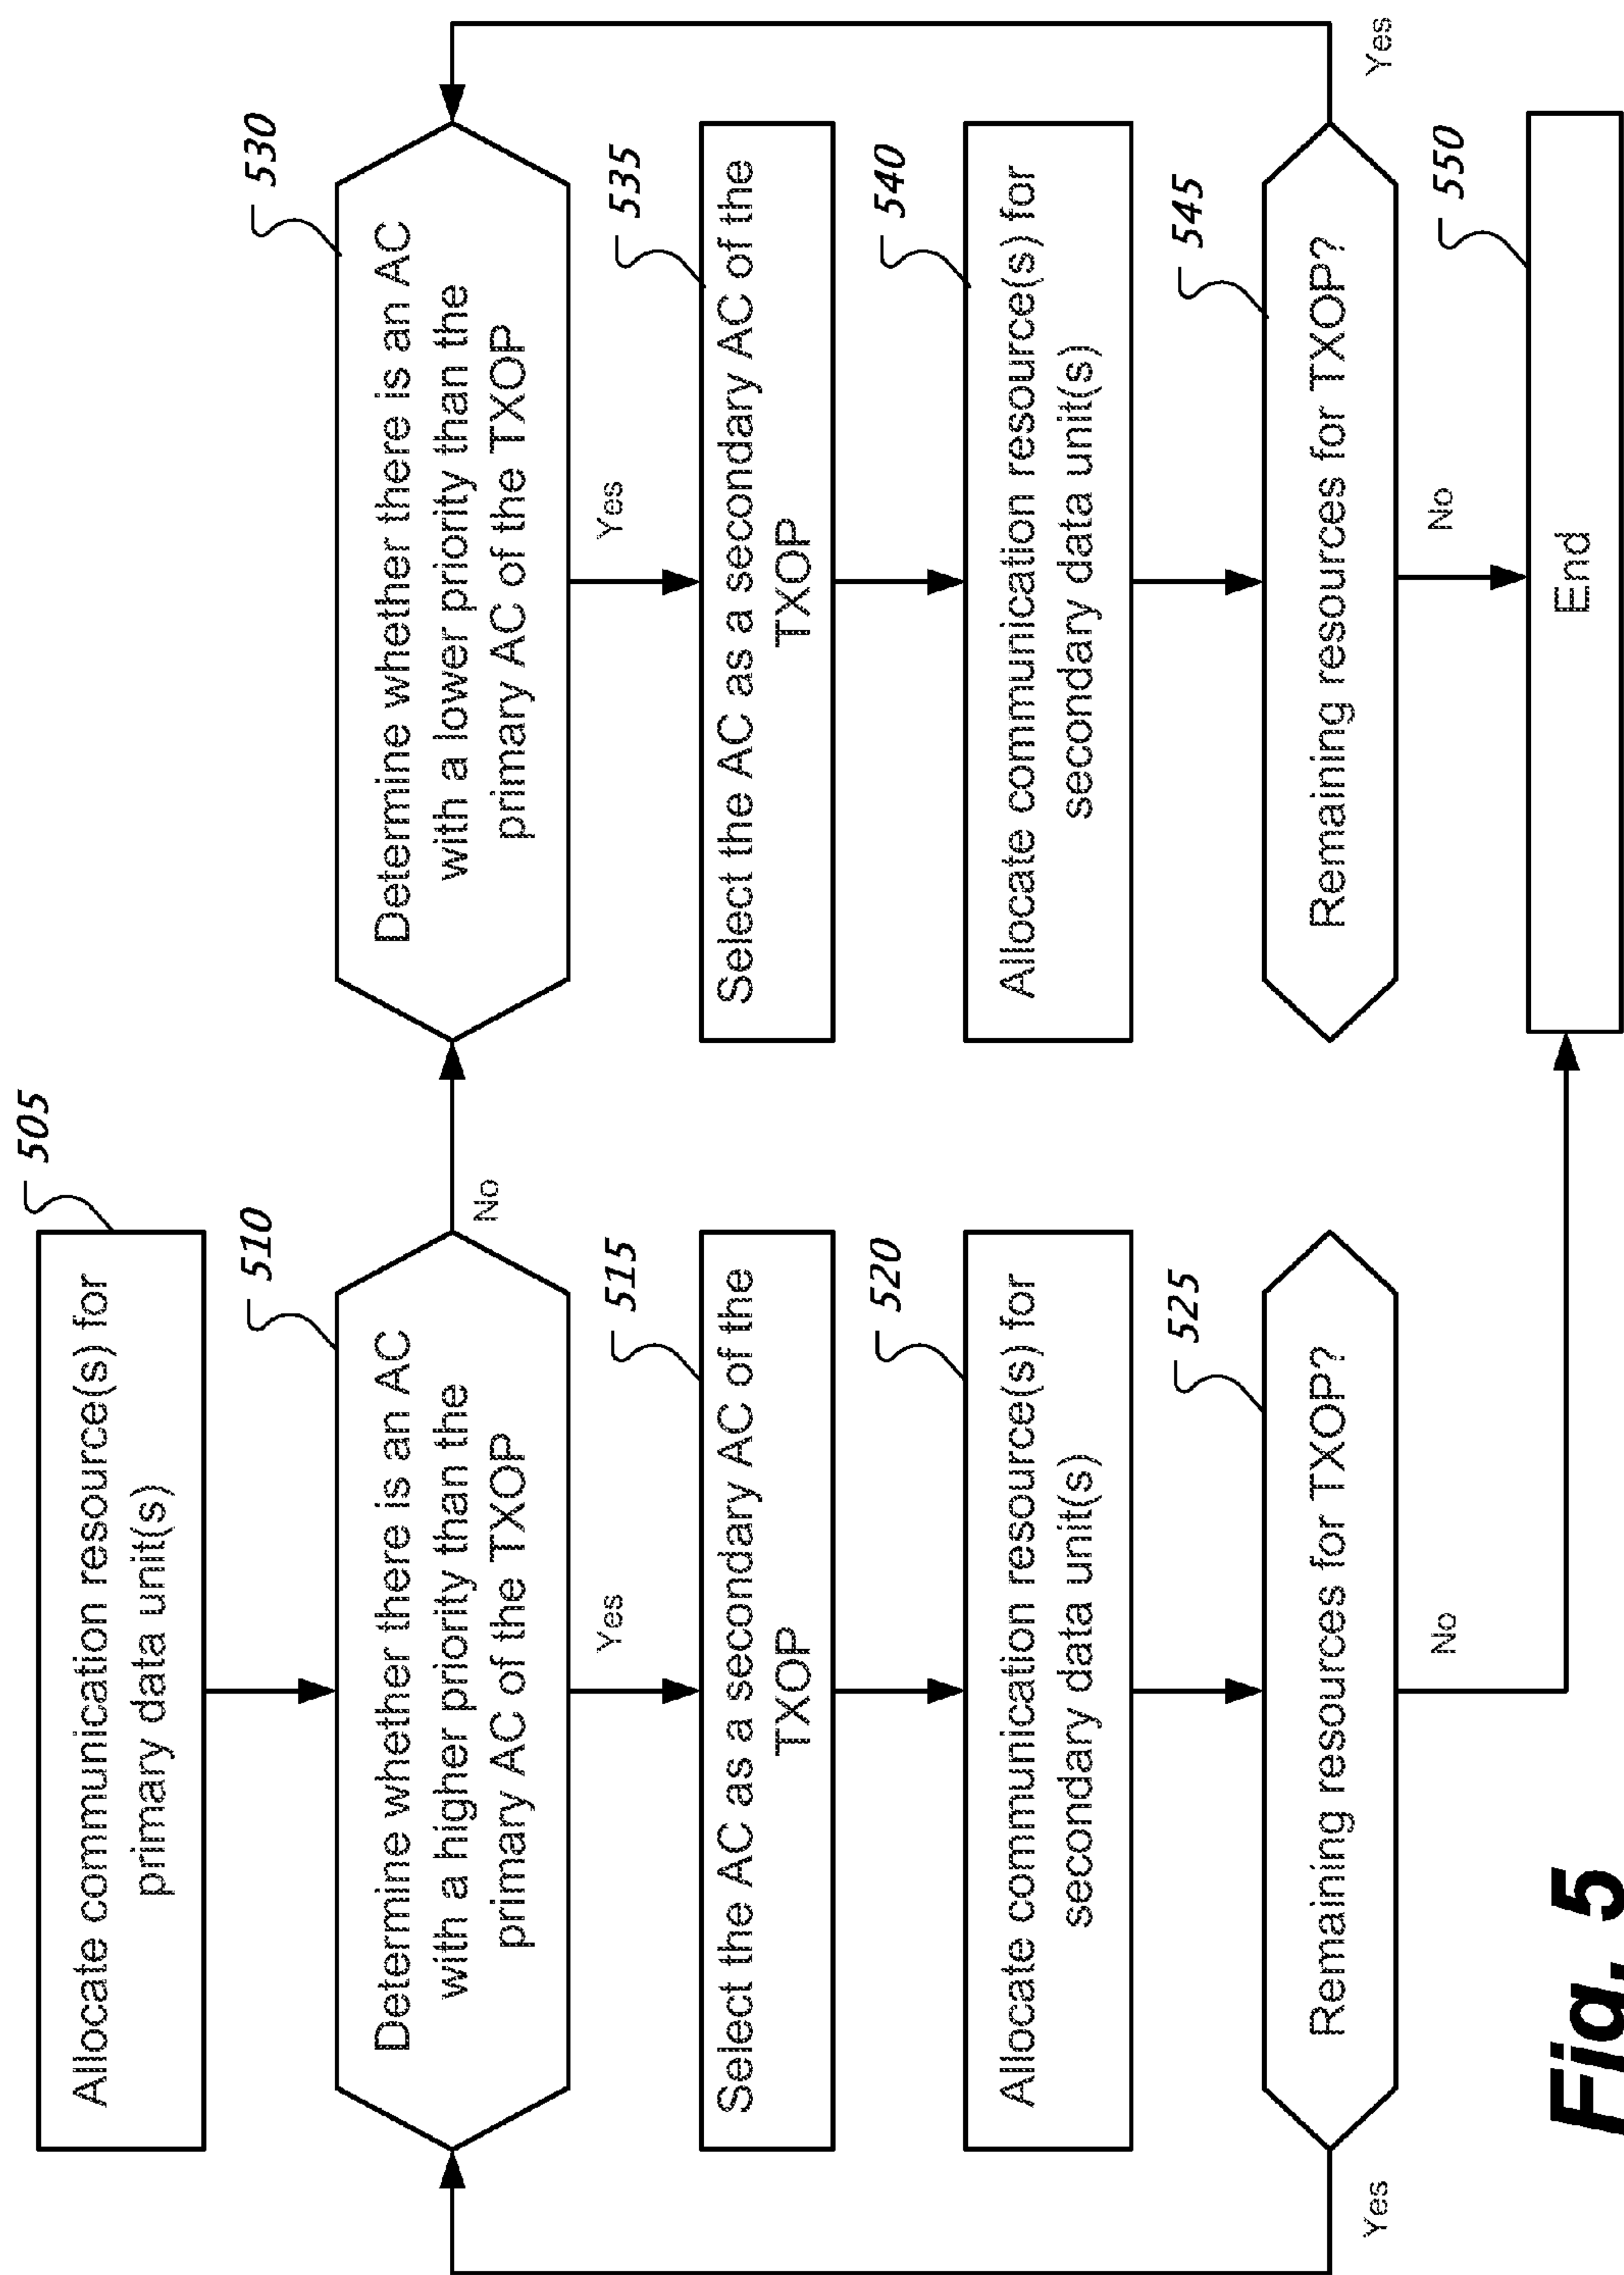 505
Allocate communication resource(s) for
primary data unit(s)
510
Determine whether there is an AC
with a higher priority than the
primary AC of the TXOP
No
Yes
515
Select the AC as a secondary AC of the
TXOP
520
Allocate communication resource(s) for
secondary data unit(s)
525
Remaining resources for TXOP?
Yes
No
530
Determine whether there is an AC
with a lower priority than the
primary AC of the TXOP
Yes
535
Select the AC as a secondary AC of the
TXOP
540
Allocate communication resource(s) for
secondary data unit(s)
545
Remaining resources for TXOP?
Yes
No
550
End
Fig. 5